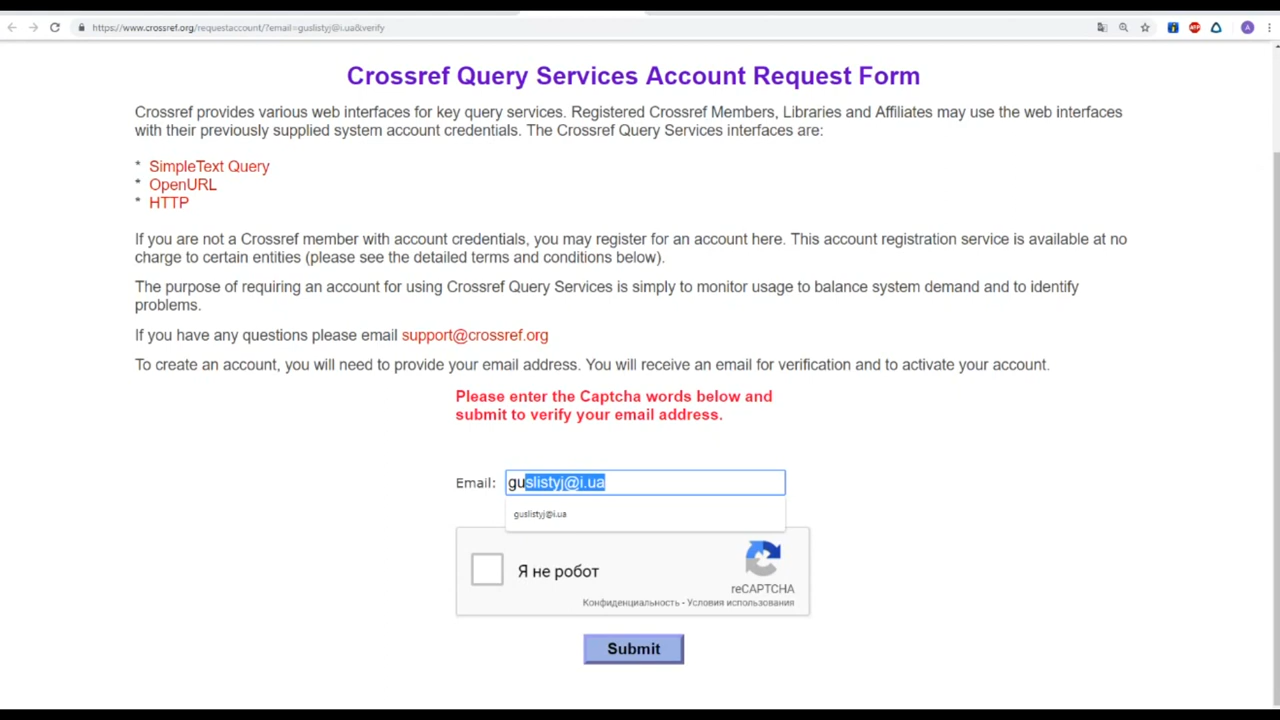 https://www.crossref.org/requestaccount/?email=guslistyj@i.ua&verify
Crossref Query Services Account Request Form
Crossref provides various web interfaces for key query services. Registered Crossref Members, Libraries and Affiliates may use the web interfaces
with their previously supplied system account credentials. The Crossref Query Services interfaces are:
* SimpleText Query
* OpenURL
* HTTP
If you are not a Crossref member with account credentials, you may register for an account here. This account registration service is available at no
charge to certain entities (please see the detailed terms and conditions below).
The purpose of requiring an account for using Crossref Query Services is simply to monitor usage to balance system demand and to identify
problems.
If you have any questions please email support@crossref.org
To create an account, you will need to provide your email address. You will receive an email for verification and to activate your account.
Please enter the Captcha words below and
submit to verify your email address.
Email: guslistyj@i.ua
guslistyj@i.ua
Я не робот
reCAPTCHA
Конфиденциальность - Условия использования
Submit